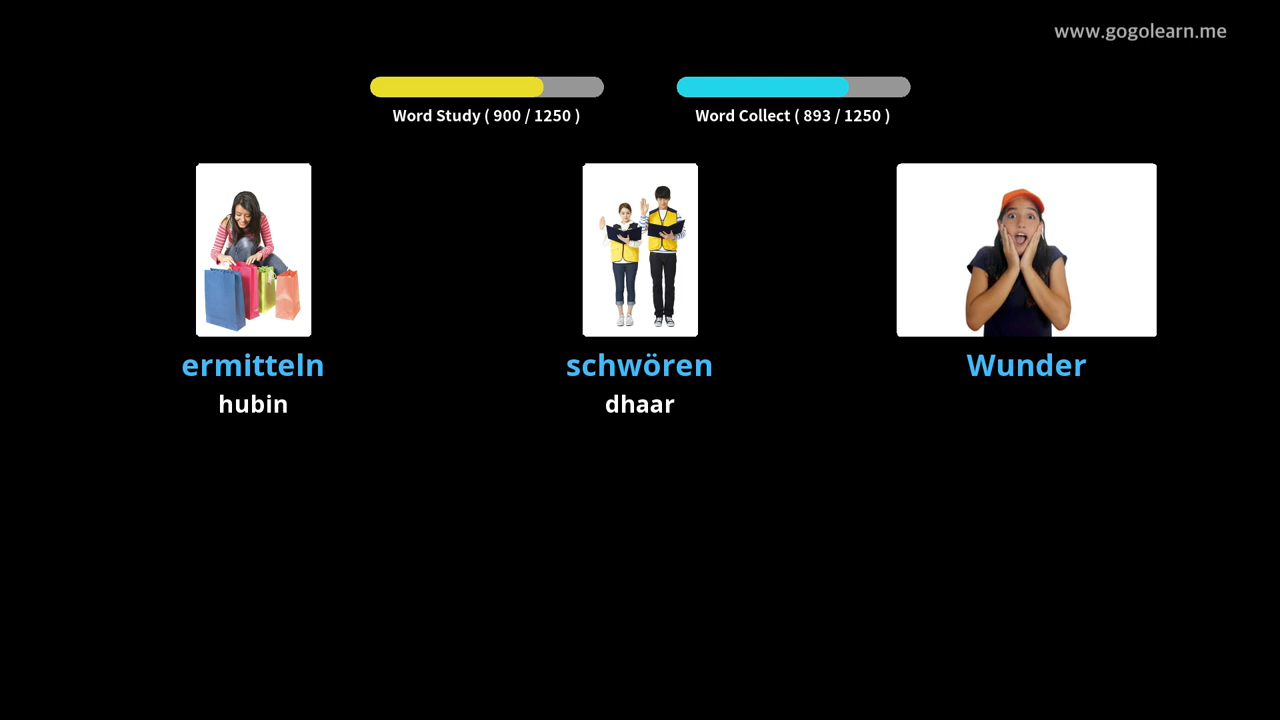 www.gogolearn.me
Word Study ( 900 / 1250 )
Word Collect ( 893 / 1250 )
ermitteln
hubin
schwören
dhaar
Wunder